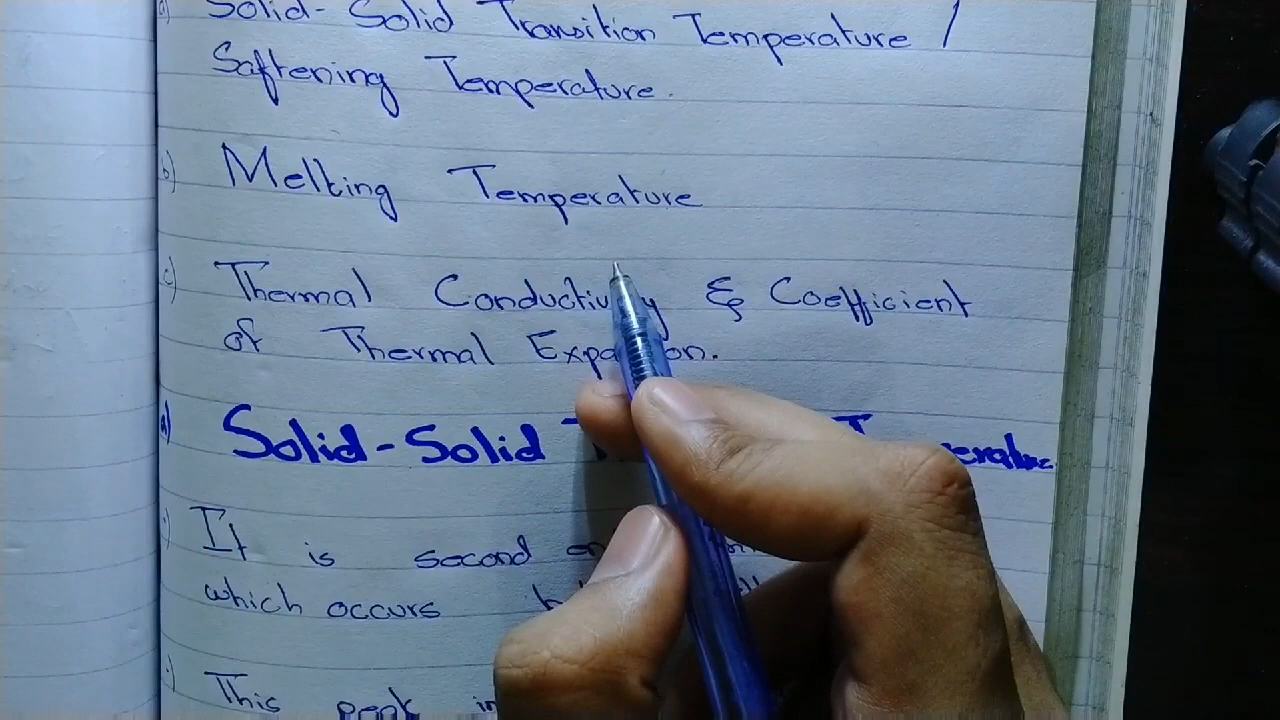 a) Solid-Solid Transition Temperature /
Saftening Temperature.
b) Melting Temperature
c) Thermal Conductivity & Coefficient
of Thermal Expansion.
a) Solid-Solid
i) It is second
which occurs
This peak